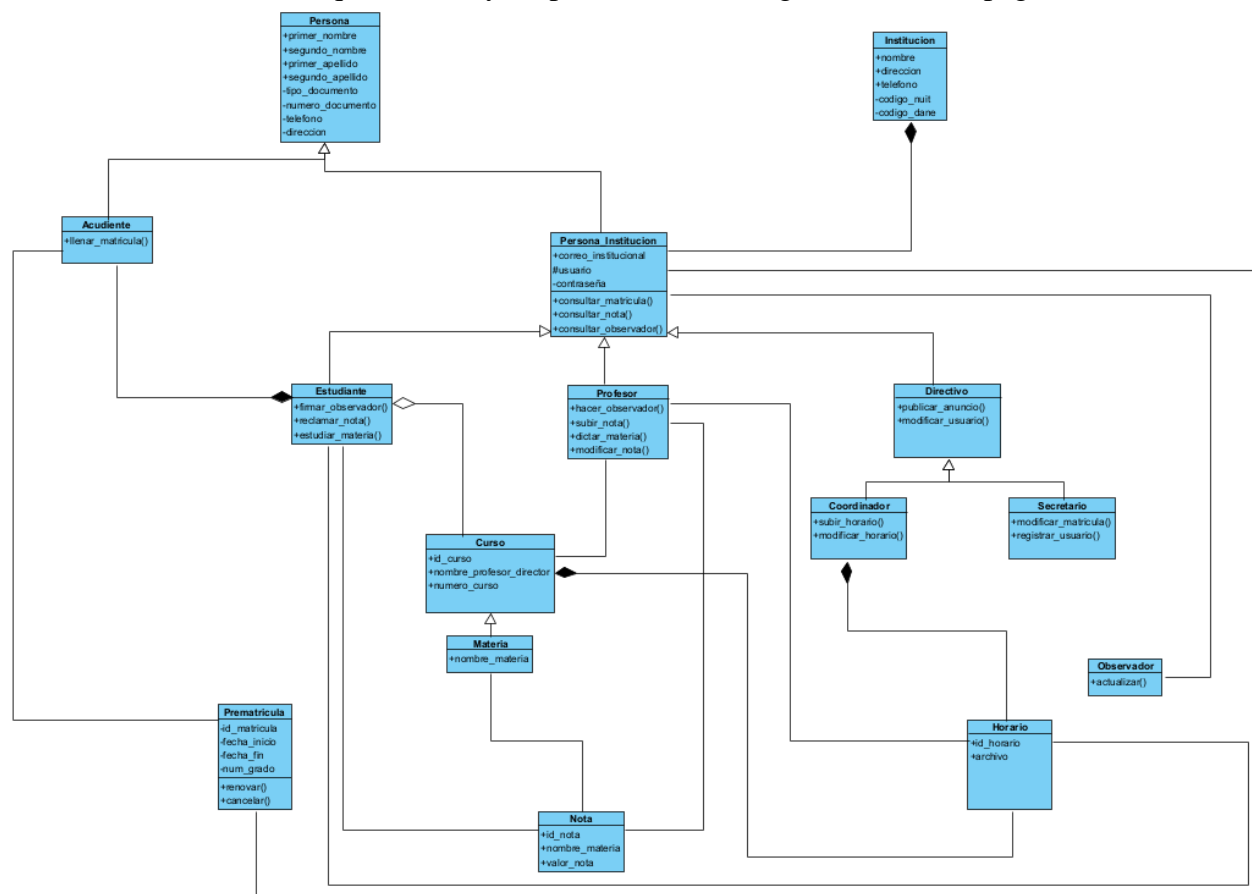 Persona
+primer_nombre
+segundo_nombre
+primer_apellido
+segundo_apellido
-tipo_documento
-numero_documento
-telefono
-direccion
Institucion
+nombre
+direccion
+telefono
-codigo_nuit
-codigo_dane
Acudiente
+llenar_matricula()
Persona_Institucion
+correo_institucional
#usuario
-contraseña
+consultar_matricula()
+consultar_nota()
+consultar_observador()
Estudiante
+firmar_observador()
+reclamar_nota()
+estudiar_materia()
Profesor
+hacer_observador()
+subir_nota()
+dictar_materia()
+modificar_nota()
Directivo
+publicar_anuncio()
+modificar_usuario()
Coordinador
+subir_horario()
+modificar_horario()
Secretario
+modificar_matricula()
+registrar_usuario()
Curso
+id_curso
+nombre_profesor_director
+numero_curso
Materia
+nombre_materia
Observador
+actualizar()
Prematricula
-id_matricula
-fecha_inicio
-fecha_fin
-num_grado
+renovar()
+cancelar()
Horario
+id_horario
+archivo
Nota
+id_nota
+nombre_materia
+valor_nota